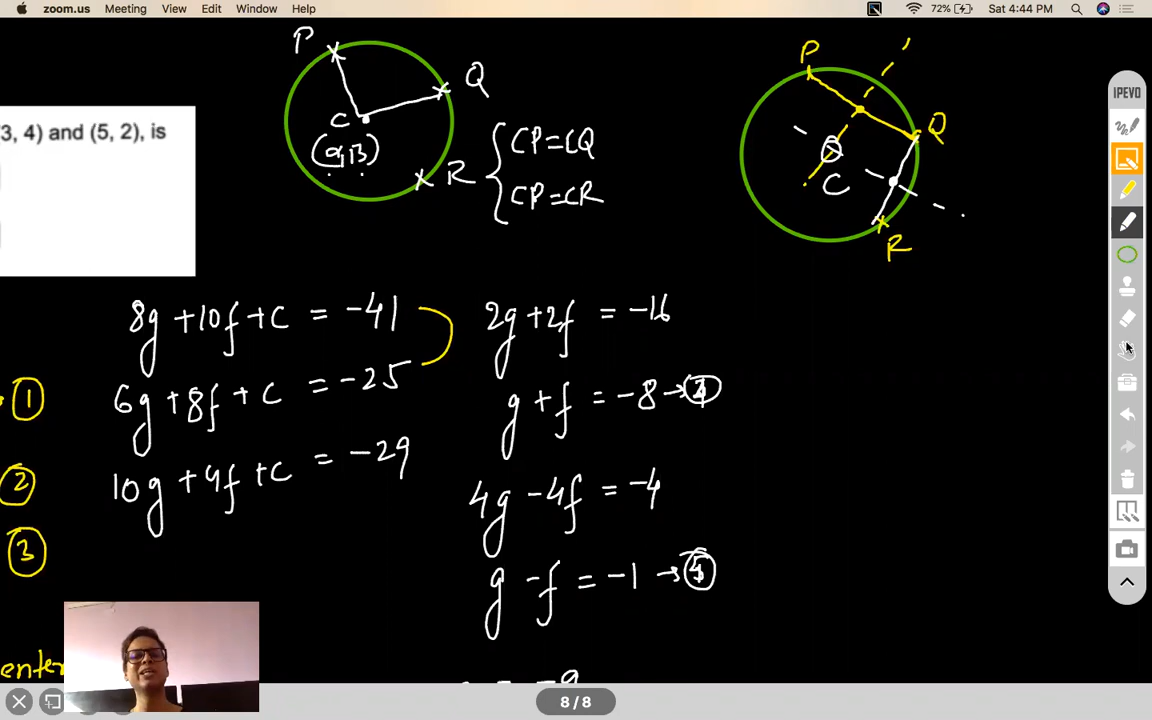 zoom.us Meeting View Edit Window Help 72% Sat 4:44 PM
P
Q
C
(α,β)
R
CP=CQ
CP=CR
P
Q
C
R
IPEVO
3, 4) and (5, 2), is
8g+10f+c = -41
6g+8f+c = -25
10g+4f+c = -29
①
②
③
2g+2f = -16
g+f = -8→④
4g-4f = -4
g-f = -1→⑤
= -9
enter
8/8